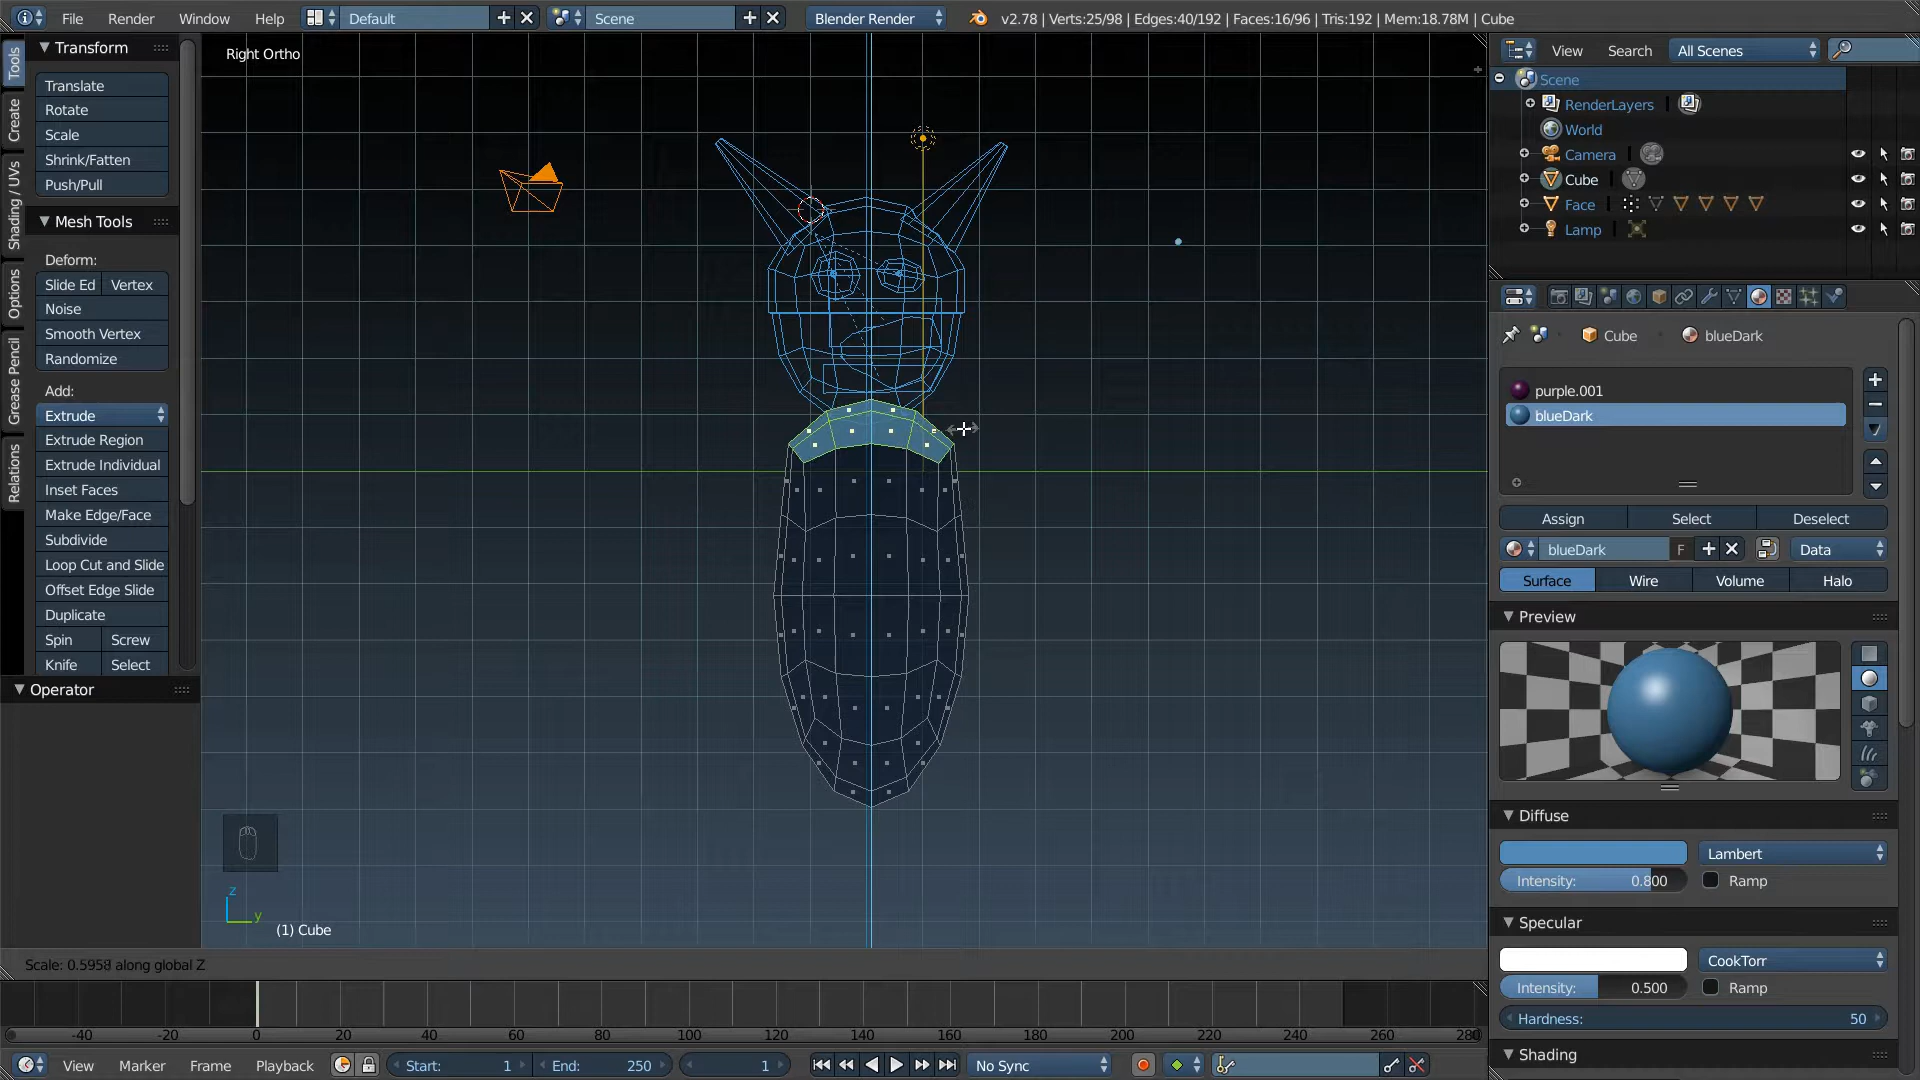 File Render Window Help Default Scene Blender Render v2.78 | Verts:25/98 | Edges:40/192 | Faces:16/96 | Tris:192 | Mem:18.78M | Cube
Tools
Create
Shading / UVs
Options
Grease Pencil
Relations
Transform
Translate
Rotate
Scale
Shrink/Fatten
Push/Pull
Mesh Tools
Deform:
Slide Ed Vertex
Noise
Smooth Vertex
Randomize
Add:
Extrude
Extrude Region
Extrude Individual
Inset Faces
Make Edge/Face
Subdivide
Loop Cut and Slide
Offset Edge Slide
Duplicate
Spin Screw
Knife Select
Operator
Right Ortho
z
y
(1) Cube
Scale: 0.5958 along global Z
View Search All Scenes
Scene
RenderLayers
World
Camera
Cube
Face
Lamp
Cube blueDark
purple.001
blueDark
Assign Select Deselect
blueDark F Data
Surface Wire Volume Halo
Preview
Diffuse
Lambert
Intensity: 0.800 Ramp
Specular
CookTorr
Intensity: 0.500 Ramp
Hardness: 50
Shading
-40 -20 0 20 40 60 80 100 120 140 160 180 200 220 240 260 280
View Marker Frame Playback Start: 1 End: 250 1 No Sync